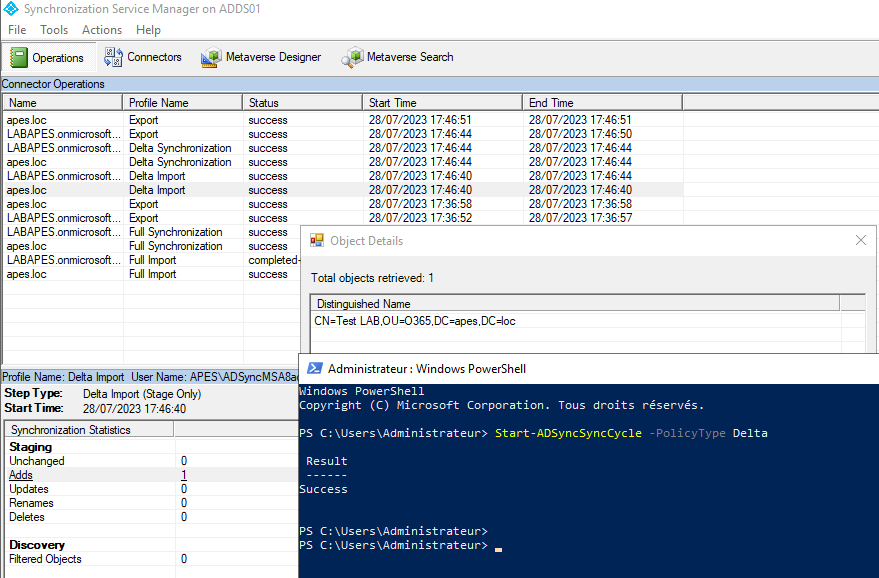 Synchronization Service Manager on ADDS01
File Tools Actions Help
Operations Connectors Metaverse Designer Metaverse Search
Connector Operations
Name Profile Name Status Start Time End Time
apes.loc Export success 28/07/2023 17:46:51 28/07/2023 17:46:51
LABAPES.onmicrosoft... Export success 28/07/2023 17:46:44 28/07/2023 17:46:50
LABAPES.onmicrosoft... Delta Synchronization success 28/07/2023 17:46:44 28/07/2023 17:46:44
apes.loc Delta Synchronization success 28/07/2023 17:46:44 28/07/2023 17:46:44
LABAPES.onmicrosoft... Delta Import success 28/07/2023 17:46:40 28/07/2023 17:46:44
apes.loc Delta Import success 28/07/2023 17:46:40 28/07/2023 17:46:40
apes.loc Export success 28/07/2023 17:36:58 28/07/2023 17:36:58
LABAPES.onmicrosoft... Export success 28/07/2023 17:36:52 28/07/2023 17:36:57
LABAPES.onmicrosoft... Full Synchronization success
apes.loc Full Synchronization success
LABAPES.onmicrosoft... Full Import completed-
apes.loc Full Import success
Object Details
Total objects retrieved: 1
Distinguished Name
CN=Test LAB,OU=O365,DC=apes,DC=loc
Profile Name: Delta Import User Name: APES\ADSyncMSA8a
Step Type: Delta Import (Stage Only)
Start Time: 28/07/2023 17:46:40
Synchronization Statistics
Staging
Unchanged 0
Adds 1
Updates 0
Renames 0
Deletes 0
Discovery
Filtered Objects 0
Administrateur : Windows PowerShell
Windows PowerShell
Copyright (C) Microsoft Corporation. Tous droits réservés.
PS C:\Users\Administrateur> Start-ADSyncSyncCycle -PolicyType Delta
Result
------
Success
PS C:\Users\Administrateur>
PS C:\Users\Administrateur>